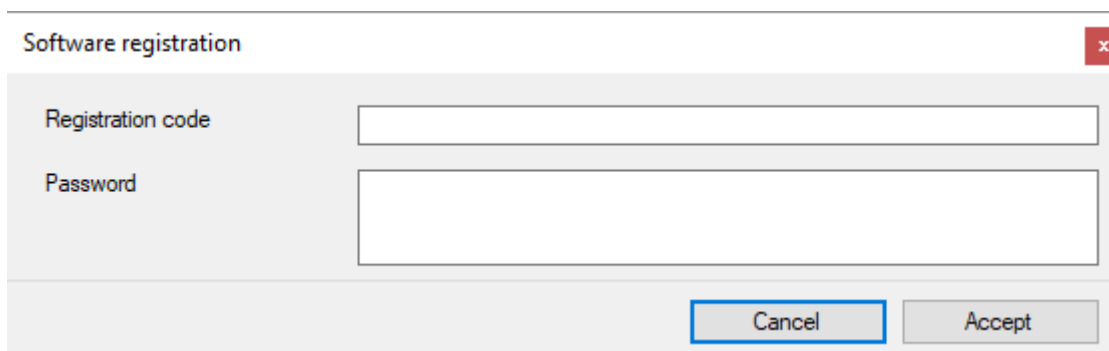 Software registration
x
Registration code
Password
Cancel Accept